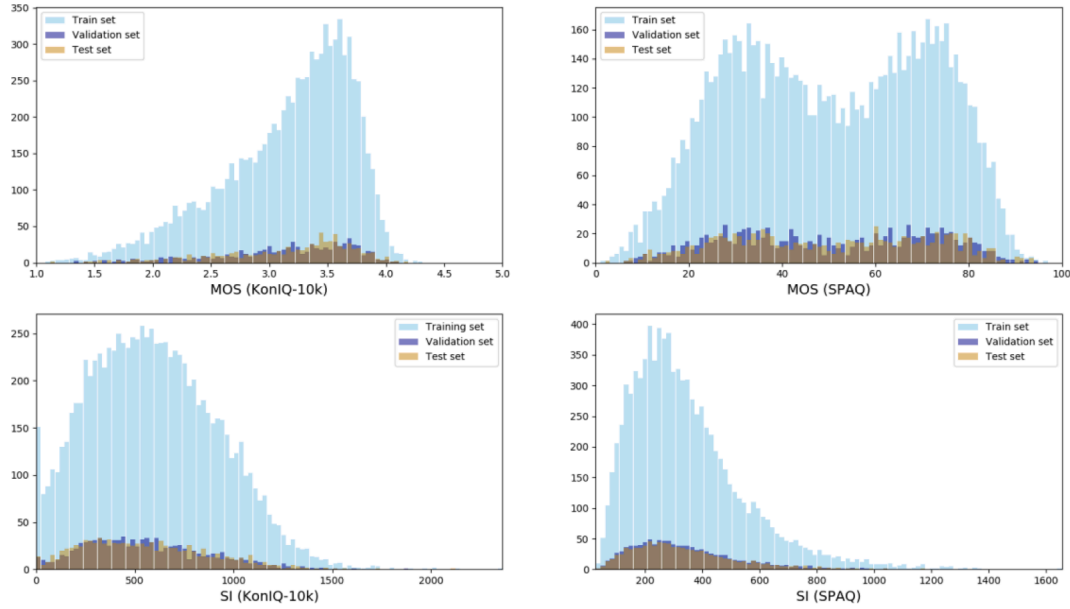 350
300
250
200
150
100
50
0
Train set
Validation set
Test set
1.0 1.5 2.0 2.5 3.0 3.5 4.0 4.5 5.0
MOS (KonIQ-10k)
160
140
120
100
80
60
40
20
0
Train set
Validation set
Test set
0 20 40 60 80 100
MOS (SPAQ)
250
200
150
100
50
0
Training set
Validation set
Test set
0 500 1000 1500 2000
SI (KonIQ-10k)
400
350
300
250
200
150
100
50
0
Train set
Validation set
Test set
200 400 600 800 1000 1200 1400 1600
SI (SPAQ)